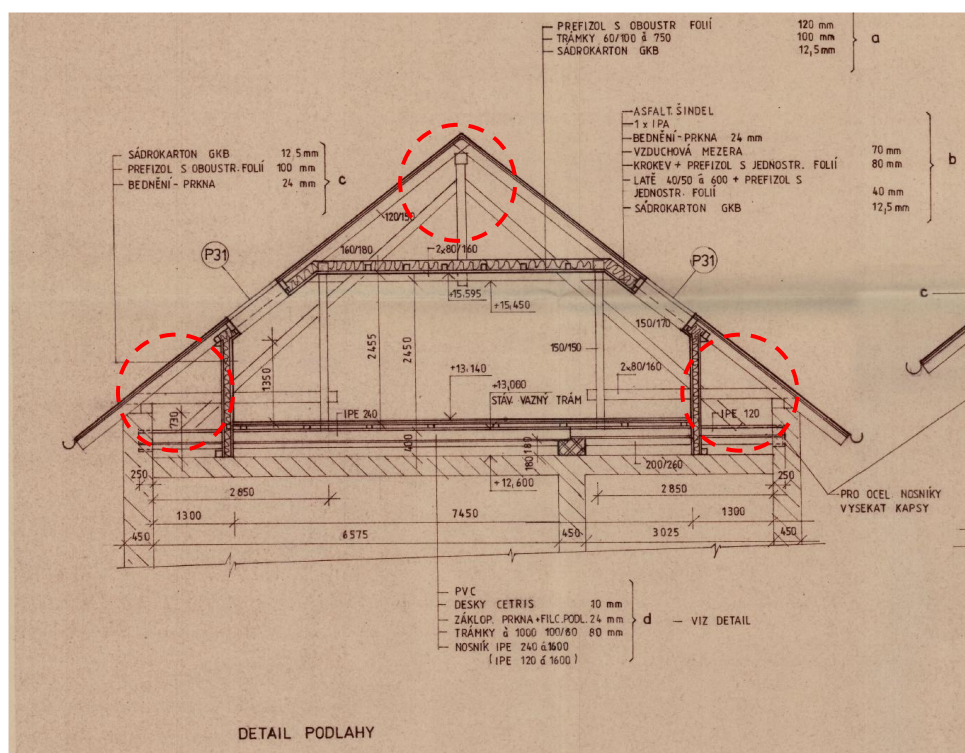 PREFIZOL S OBOUSTR FOLIÍ 120 mm
TRÁMKY 60/100 á 750 100 mm
SÁDROKARTON GKB 12,5mm
a
ASFALT. ŠINDEL
1 x IPA
BEDNĚNÍ-PRKNA 24 mm
VZDUCHOVÁ MEZERA 70 mm
KROKEV + PREFIZOL S JEDNOSTR. FOLIÍ 80 mm
LATĚ 40/50 á 600 + PREFIZOL S
JEDNOSTR. FOLIÍ 40 mm
SÁDROKARTON GKB 12,5mm
b
SÁDROKARTON GKB 12,5mm
PREFIZOL S OBOUSTR. FOLIÍ 100 mm
BEDNĚNÍ - PRKNA 24 mm
c
P31
P31
c
120/150
160/180
2x80/160
+15,595
+15,450
150/170
150/150
2x80/160
1350
2455
2450
+13,140
+13,000
STÁV. VAZNÝ TRÁM
IPE 240
IPE 120
730
400
180
180
200/260
+12,600
250
250
2850
2850
1300
7450
1300
450
6575
450
3025
450
PRO OCEL NOSNÍKY
VYSEKAT KAPSY
PVC
DESKY CETRIS 10 mm
ZÁKLOP. PRKNA+FILC.PODL. 24 mm
TRÁMKY à 1000 100/80 80 mm
NOSNÍK IPE 240 á 1600
(IPE 120 á 1600)
d - VIZ DETAIL
DETAIL PODLAHY